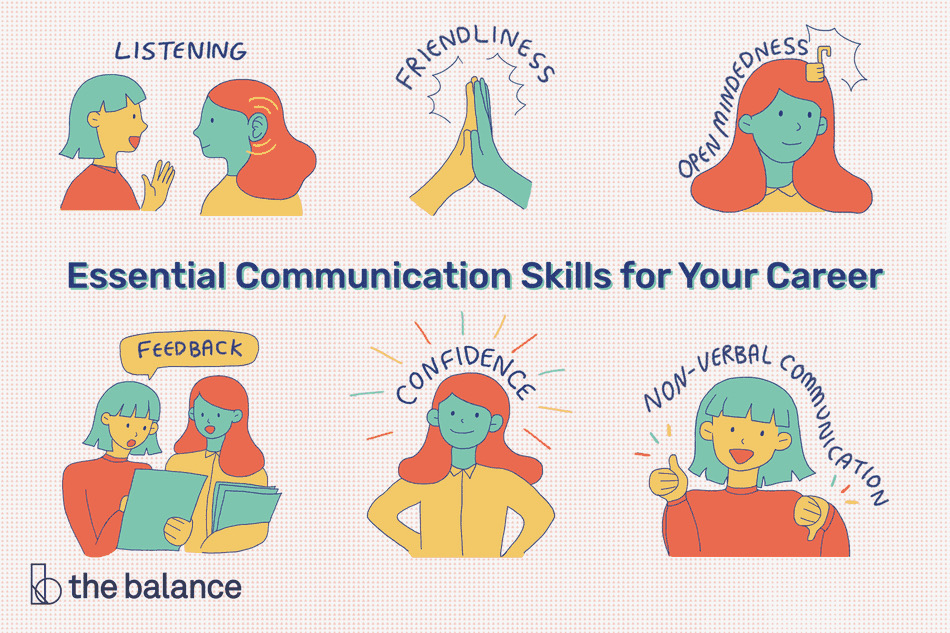 LISTENING
FRIENDLINESS
OPEN MINDEDNESS
Essential Communication Skills for Your Career
FEEDBACK
CONFIDENCE
NON-VERBAL COMMUNICATION
the balance